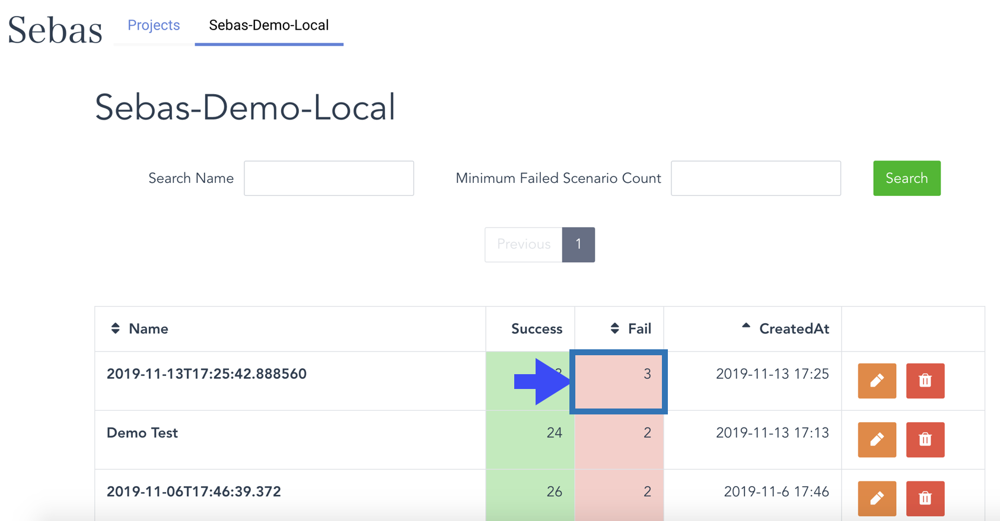 Sebas Projects Sebas-Demo-Local
Sebas-Demo-Local
Search Name Minimum Failed Scenario Count Search
Previous 1
Name Success Fail CreatedAt
2019-11-13T17:25:42.888560 3 2019-11-13 17:25
Demo Test 24 2 2019-11-13 17:13
2019-11-06T17:46:39.372 26 2 2019-11-6 17:46